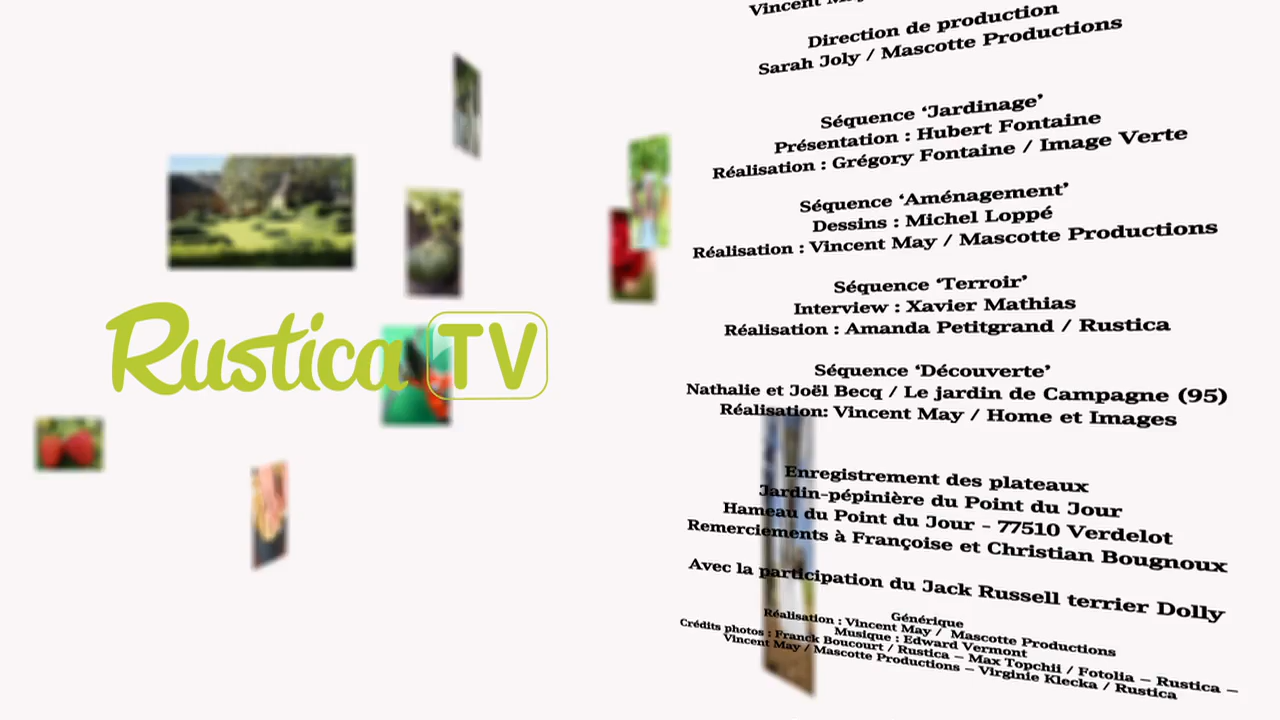 Rustica TV
Vincent May
Direction de production
Sarah Joly / Mascotte Productions
Séquence ‘Jardinage’
Présentation : Hubert Fontaine
Réalisation : Grégory Fontaine / Image Verte
Séquence ‘Aménagement’
Dessins : Michel Loppé
Réalisation : Vincent May / Mascotte Productions
Séquence ‘Terroir’
Interview : Xavier Mathias
Réalisation : Amanda Petitgrand / Rustica
Séquence ‘Découverte’
Nathalie et Joël Becq / Le jardin de Campagne (95)
Réalisation: Vincent May / Home et Images
Enregistrement des plateaux
Jardin-pépinière du Point du Jour
Hameau du Point du Jour - 77510 Verdelot
Remerciements à Françoise et Christian Bougnoux
Avec la participation du Jack Russell terrier Dolly
Générique
Réalisation : Vincent May / Mascotte Productions
Musique : Edward Vermont
Crédits photos : Franck Boucourt / Rustica – Max Topchii / Fotolia – Rustica –
Vincent May / Mascotte Productions – Virginie Klecka / Rustica